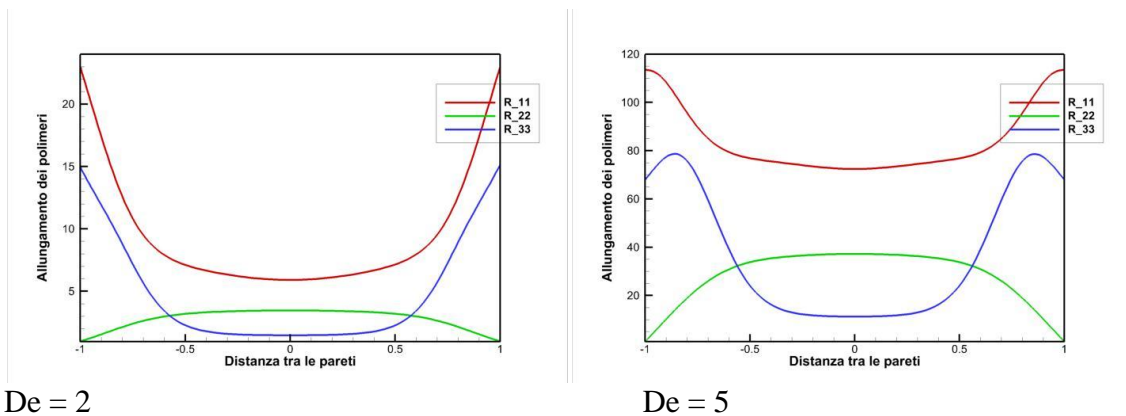 Allungamento dei polimeri
20
15
10
5
-1
-0.5
0
0.5
1
Distanza tra le pareti
R_11
R_22
R_33
De = 2
Allungamento dei polimeri
120
100
80
60
40
20
-1
-0.5
0
0.5
1
Distanza tra le pareti
R_11
R_22
R_33
De = 5